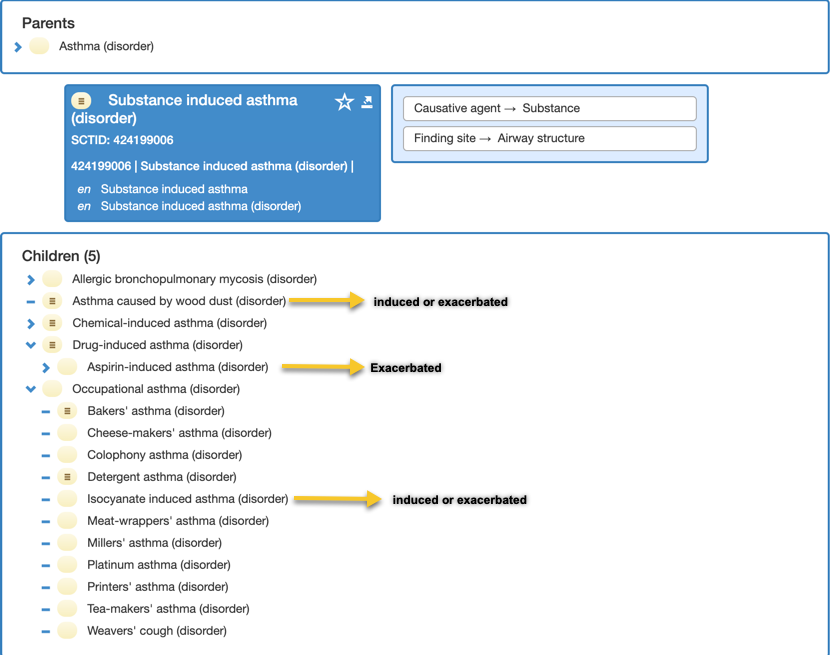 Parents
Asthma (disorder)
Substance induced asthma
(disorder)
SCTID: 424199006
424199006 | Substance induced asthma (disorder) |
en Substance induced asthma
en Substance induced asthma (disorder)
Causative agent → Substance
Finding site → Airway structure
Children (5)
Allergic bronchopulmonary mycosis (disorder)
Asthma caused by wood dust (disorder) induced or exacerbated
Chemical-induced asthma (disorder)
Drug-induced asthma (disorder)
Aspirin-induced asthma (disorder) Exacerbated
Occupational asthma (disorder)
Bakers' asthma (disorder)
Cheese-makers' asthma (disorder)
Colophony asthma (disorder)
Detergent asthma (disorder)
Isocyanate induced asthma (disorder) induced or exacerbated
Meat-wrappers' asthma (disorder)
Millers' asthma (disorder)
Platinum asthma (disorder)
Printers' asthma (disorder)
Tea-makers' asthma (disorder)
Weavers' cough (disorder)